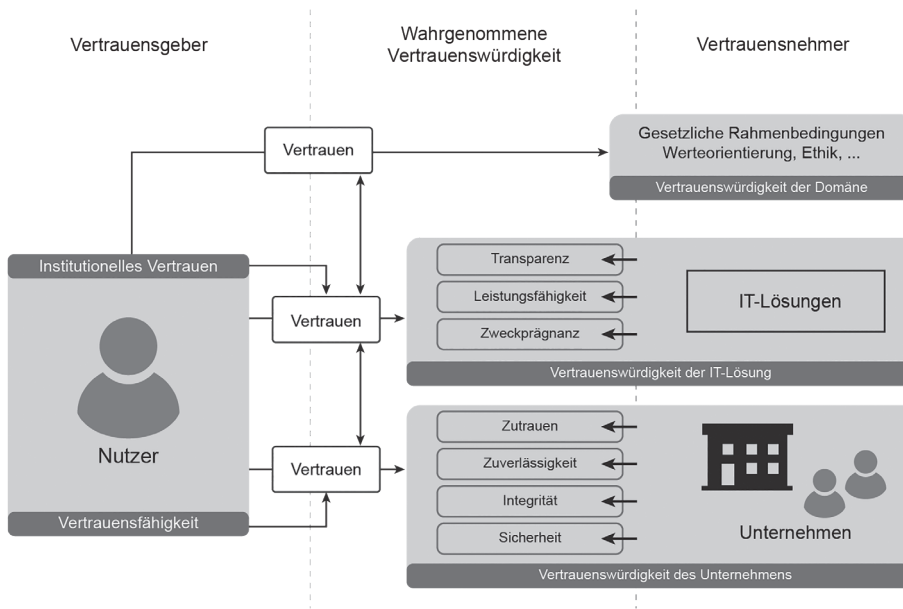 Vertrauensgeber
Wahrgenommene
Vertrauenswürdigkeit
Vertrauensnehmer
Vertrauen
Gesetzliche Rahmenbedingungen
Werteorientierung, Ethik, ...
Vertrauenswürdigkeit der Domäne
Institutionelles Vertrauen
Nutzer
Vertrauensfähigkeit
Vertrauen
Transparenz
Leistungsfähigkeit
Zweckprägnanz
IT-Lösungen
Vertrauenswürdigkeit der IT-Lösung
Vertrauen
Zutrauen
Zuverlässigkeit
Integrität
Sicherheit
Unternehmen
Vertrauenswürdigkeit des Unternehmens